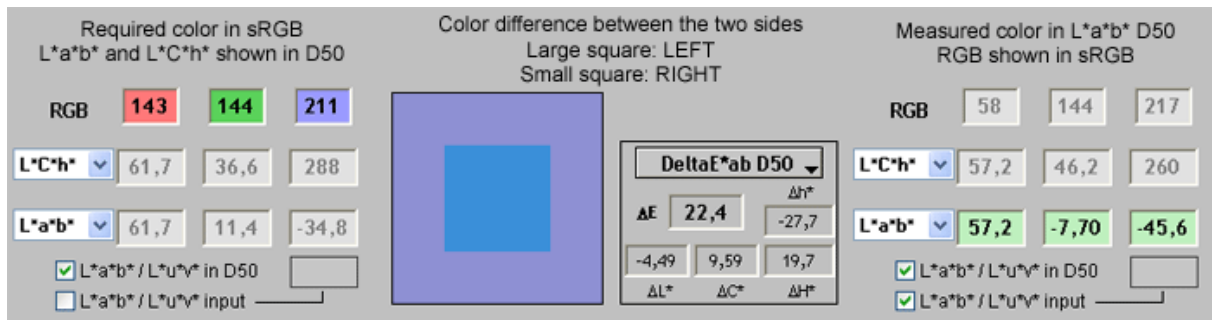 Required color in sRGB
L*a*b* and L*C*h* shown in D50
RGB 143 144 211
L*C*h* 61,7 36,6 288
L*a*b* 61,7 11,4 -34,8
L*a*b* / L*u*v* in D50
L*a*b* / L*u*v* input
Color difference between the two sides
Large square: LEFT
Small square: RIGHT
DeltaE*ab D50
Δh*
ΔE 22,4 -27,7
-4,49 9,59 19,7
ΔL* ΔC* ΔH*
Measured color in L*a*b* D50
RGB shown in sRGB
RGB 58 144 217
L*C*h* 57,2 46,2 260
L*a*b* 57,2 -7,70 -45,6
L*a*b* / L*u*v* in D50
L*a*b* / L*u*v* input